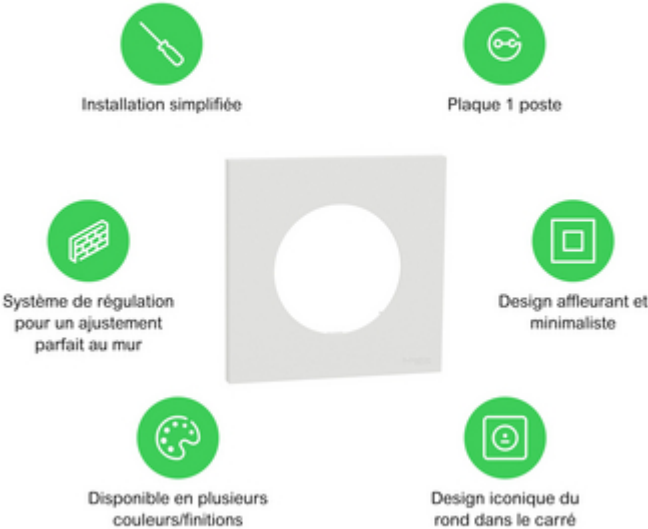 Installation simplifiée
Plaque 1 poste
Système de régulation
pour un ajustement
parfait au mur
Design affleurant et
minimaliste
Disponible en plusieurs
couleurs/finitions
Design iconique du
rond dans le carré